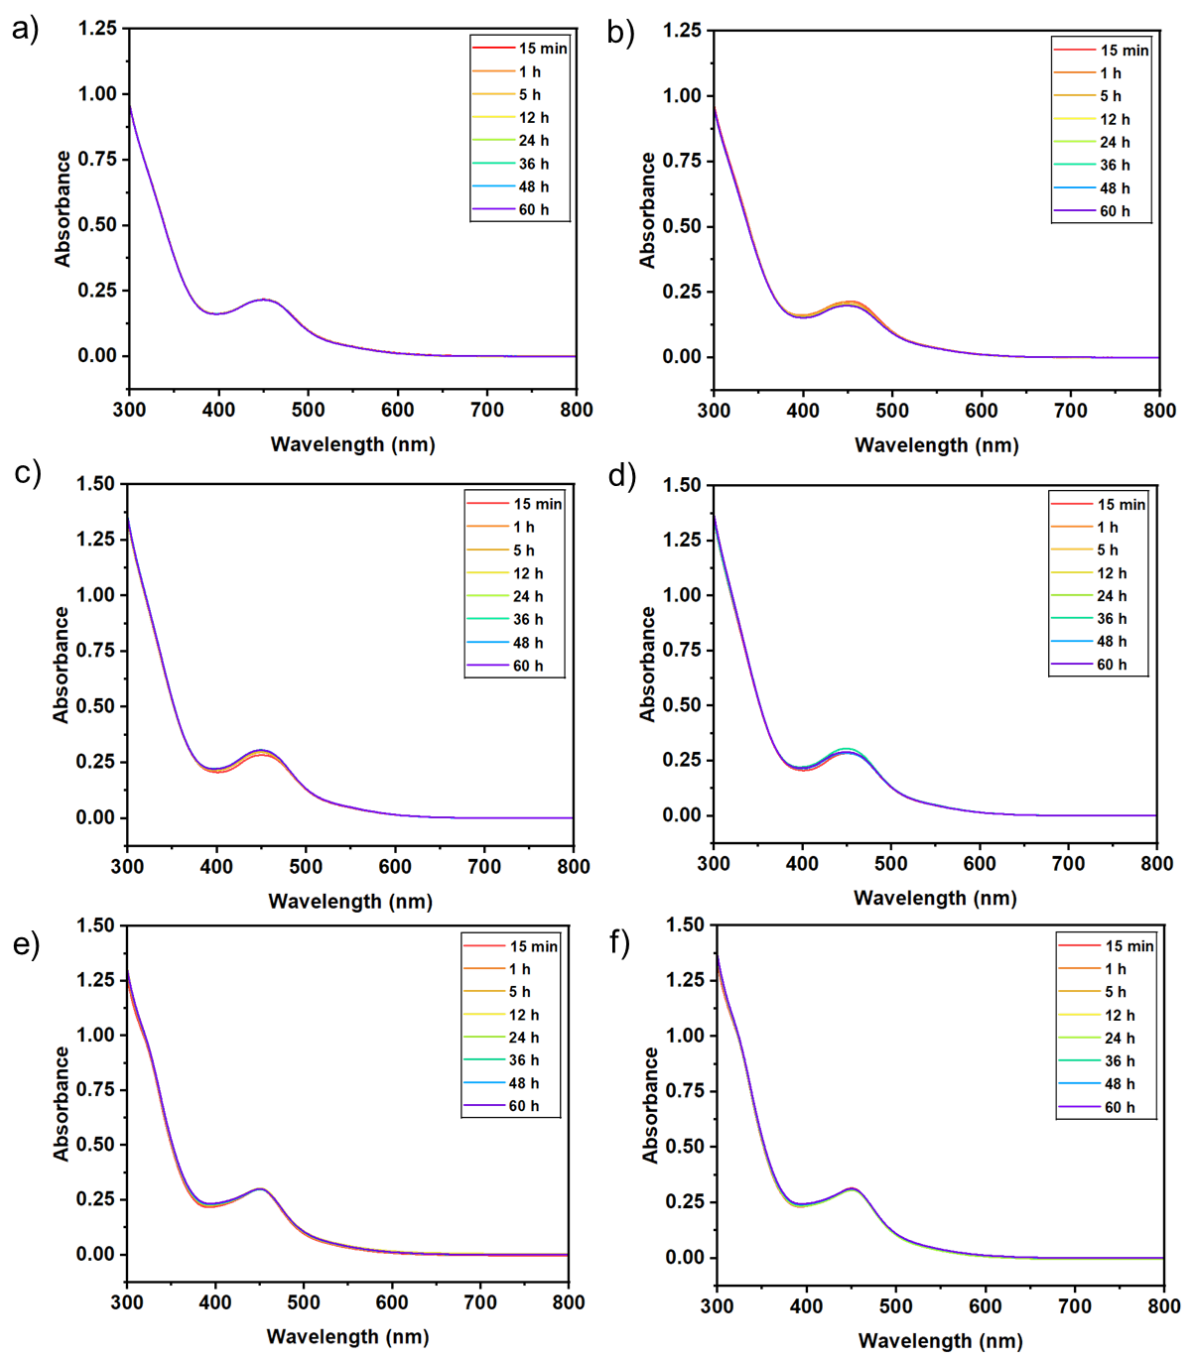 a)
1.25
1.00
0.75
0.50
0.25
0.00
Absorbance
300 400 500 600 700 800
Wavelength (nm)
15 min
1 h
5 h
12 h
24 h
36 h
48 h
60 h
b)
1.25
1.00
0.75
0.50
0.25
0.00
Absorbance
300 400 500 600 700 800
Wavelength (nm)
15 min
1 h
5 h
12 h
24 h
36 h
48 h
60 h
c)
1.50
1.25
1.00
0.75
0.50
0.25
0.00
Absorbance
300 400 500 600 700 800
Wavelength (nm)
15 min
1 h
5 h
12 h
24 h
36 h
48 h
60 h
d)
1.50
1.25
1.00
0.75
0.50
0.25
0.00
Absorbance
300 400 500 600 700 800
Wavelength (nm)
15 min
1 h
5 h
12 h
24 h
36 h
48 h
60 h
e)
1.50
1.25
1.00
0.75
0.50
0.25
0.00
Absorbance
300 400 500 600 700 800
Wavelength (nm)
15 min
1 h
5 h
12 h
24 h
36 h
48 h
60 h
f)
1.50
1.25
1.00
0.75
0.50
0.25
0.00
Absorbance
300 400 500 600 700 800
Wavelength (nm)
15 min
1 h
5 h
12 h
24 h
36 h
48 h
60 h